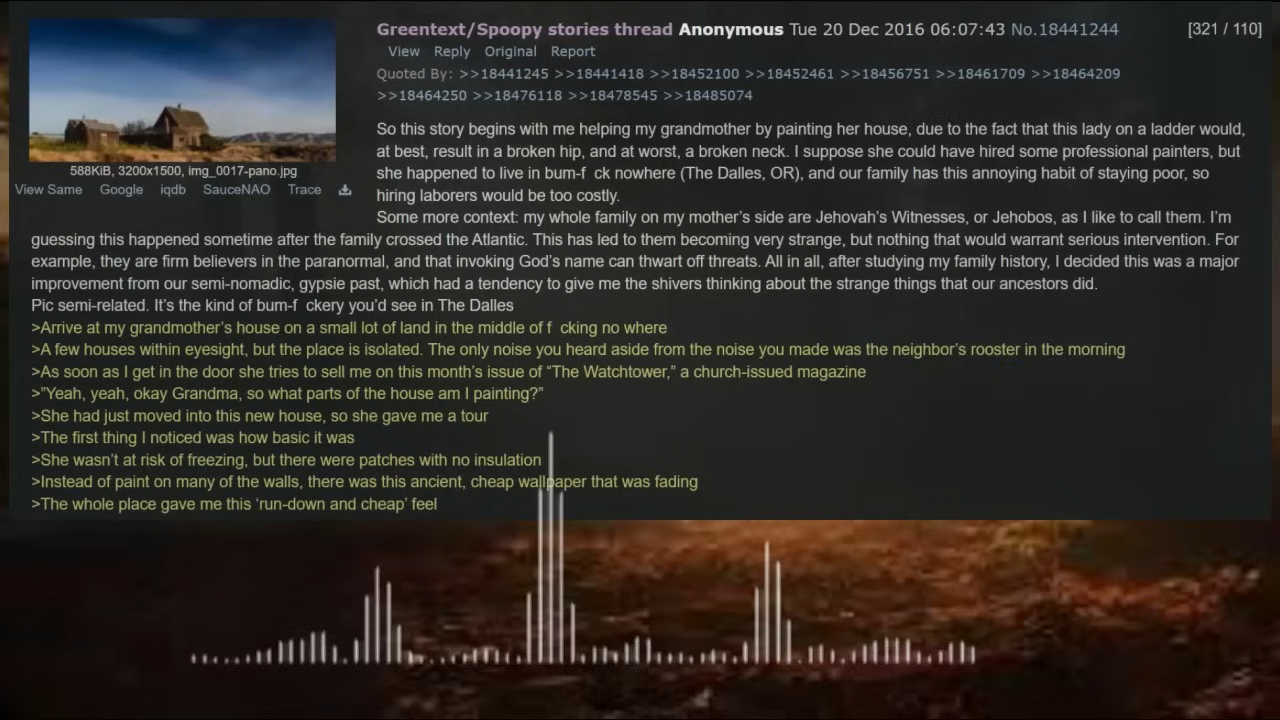 Greentext/Spoopy stories thread Anonymous Tue 20 Dec 2016 06:07:43 No.18441244 [321 / 110]
View Reply Original Report
Quoted By: >>18441245 >>18441418 >>18452100 >>18452461 >>18456751 >>18461709 >>18464209
>>18464250 >>18476118 >>18478545 >>18485074
588KiB, 3200x1500, img_0017-pano.jpg
View Same Google iqdb SauceNAO Trace
So this story begins with me helping my grandmother by painting her house, due to the fact that this lady on a ladder would,
at best, result in a broken hip, and at worst, a broken neck. I suppose she could have hired some professional painters, but
she happened to live in bum-f ck nowhere (The Dalles, OR), and our family has this annoying habit of staying poor, so
hiring laborers would be too costly.
Some more context: my whole family on my mother’s side are Jehovah’s Witnesses, or Jehobos, as I like to call them. I’m
guessing this happened sometime after the family crossed the Atlantic. This has led to them becoming very strange, but nothing that would warrant serious intervention. For
example, they are firm believers in the paranormal, and that invoking God’s name can thwart off threats. All in all, after studying my family history, I decided this was a major
improvement from our semi-nomadic, gypsie past, which had a tendency to give me the shivers thinking about the strange things that our ancestors did.
Pic semi-related. It’s the kind of bum-f ckery you’d see in The Dalles
>Arrive at my grandmother’s house on a small lot of land in the middle of f cking no where
>A few houses within eyesight, but the place is isolated. The only noise you heard aside from the noise you made was the neighbor’s rooster in the morning
>As soon as I get in the door she tries to sell me on this month’s issue of “The Watchtower,” a church-issued magazine
>”Yeah, yeah, okay Grandma, so what parts of the house am I painting?”
>She had just moved into this new house, so she gave me a tour
>The first thing I noticed was how basic it was
>She wasn’t at risk of freezing, but there were patches with no insulation
>Instead of paint on many of the walls, there was this ancient, cheap wallpaper that was fading
>The whole place gave me this ‘run-down and cheap’ feel